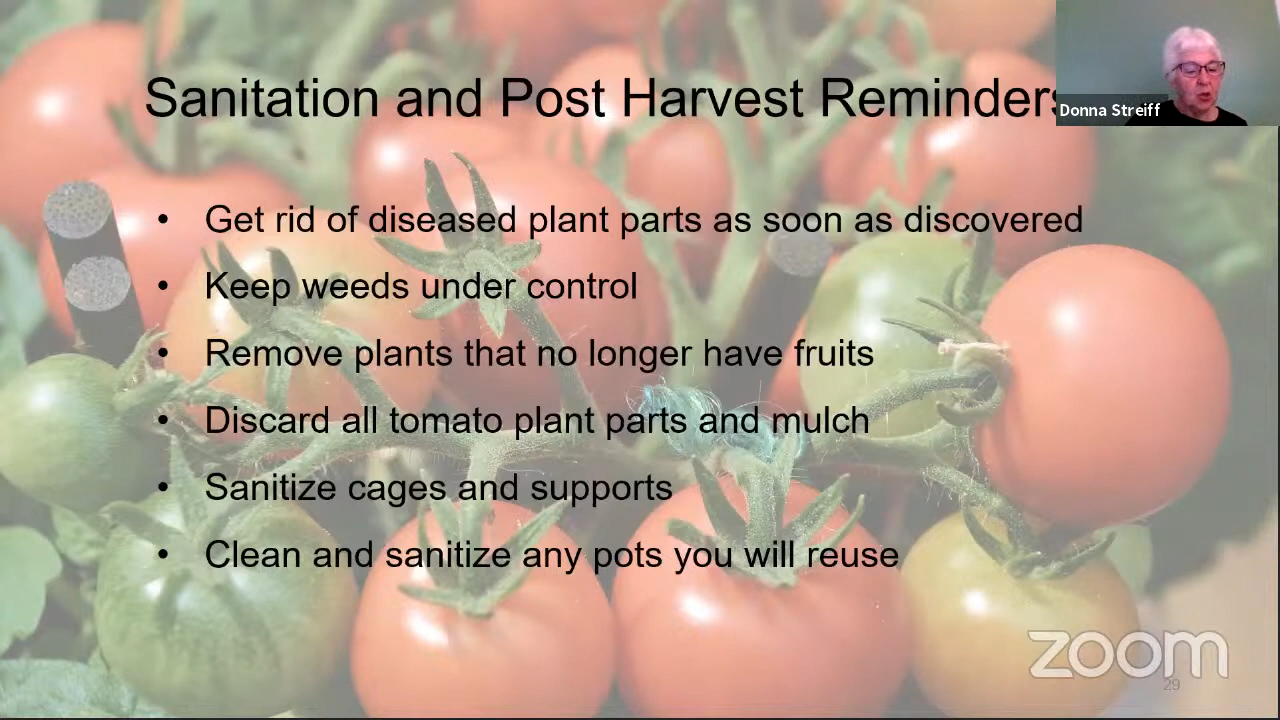 Sanitation and Post Harvest Reminders
Donna Streiff
• Get rid of diseased plant parts as soon as discovered
• Keep weeds under control
• Remove plants that no longer have fruits
• Discard all tomato plant parts and mulch
• Sanitize cages and supports
• Clean and sanitize any pots you will reuse
zoom
29